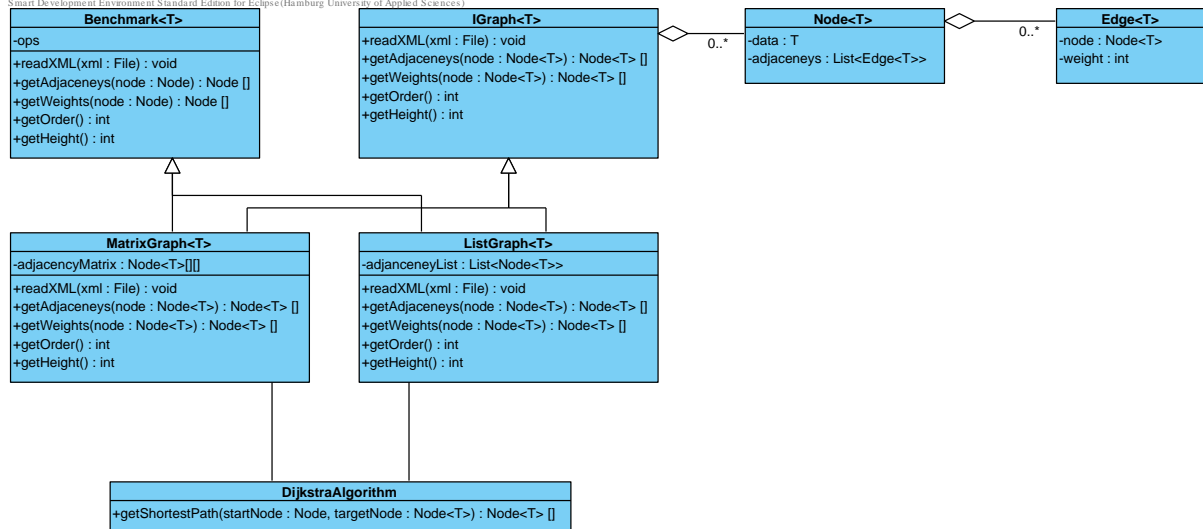 Smart Development Environment Standard Edition for Eclipse(Hamburg University of Applied Sciences)
Benchmark<T>
-ops
+readXML(xml : File) : void
+getAdjaceneys(node : Node) : Node []
+getWeights(node : Node) : Node []
+getOrder() : int
+getHeight() : int
IGraph<T>
+readXML(xml : File) : void
+getAdjaceneys(node : Node<T>) : Node<T> []
+getWeights(node : Node<T>) : Node<T> []
+getOrder() : int
+getHeight() : int
0..*
Node<T>
-data : T
-adjaceneys : List<Edge<T>>
0..*
Edge<T>
-node : Node<T>
-weight : int
MatrixGraph<T>
-adjacencyMatrix : Node<T>[][]
+readXML(xml : File) : void
+getAdjaceneys(node : Node<T>) : Node<T> []
+getWeights(node : Node<T>) : Node<T> []
+getOrder() : int
+getHeight() : int
ListGraph<T>
-adjanceneyList : List<Node<T>>
+readXML(xml : File) : void
+getAdjaceneys(node : Node<T>) : Node<T> []
+getWeights(node : Node<T>) : Node<T> []
+getOrder() : int
+getHeight() : int
DijkstraAlgorithm
+getShortestPath(startNode : Node, targetNode : Node<T>) : Node<T> []